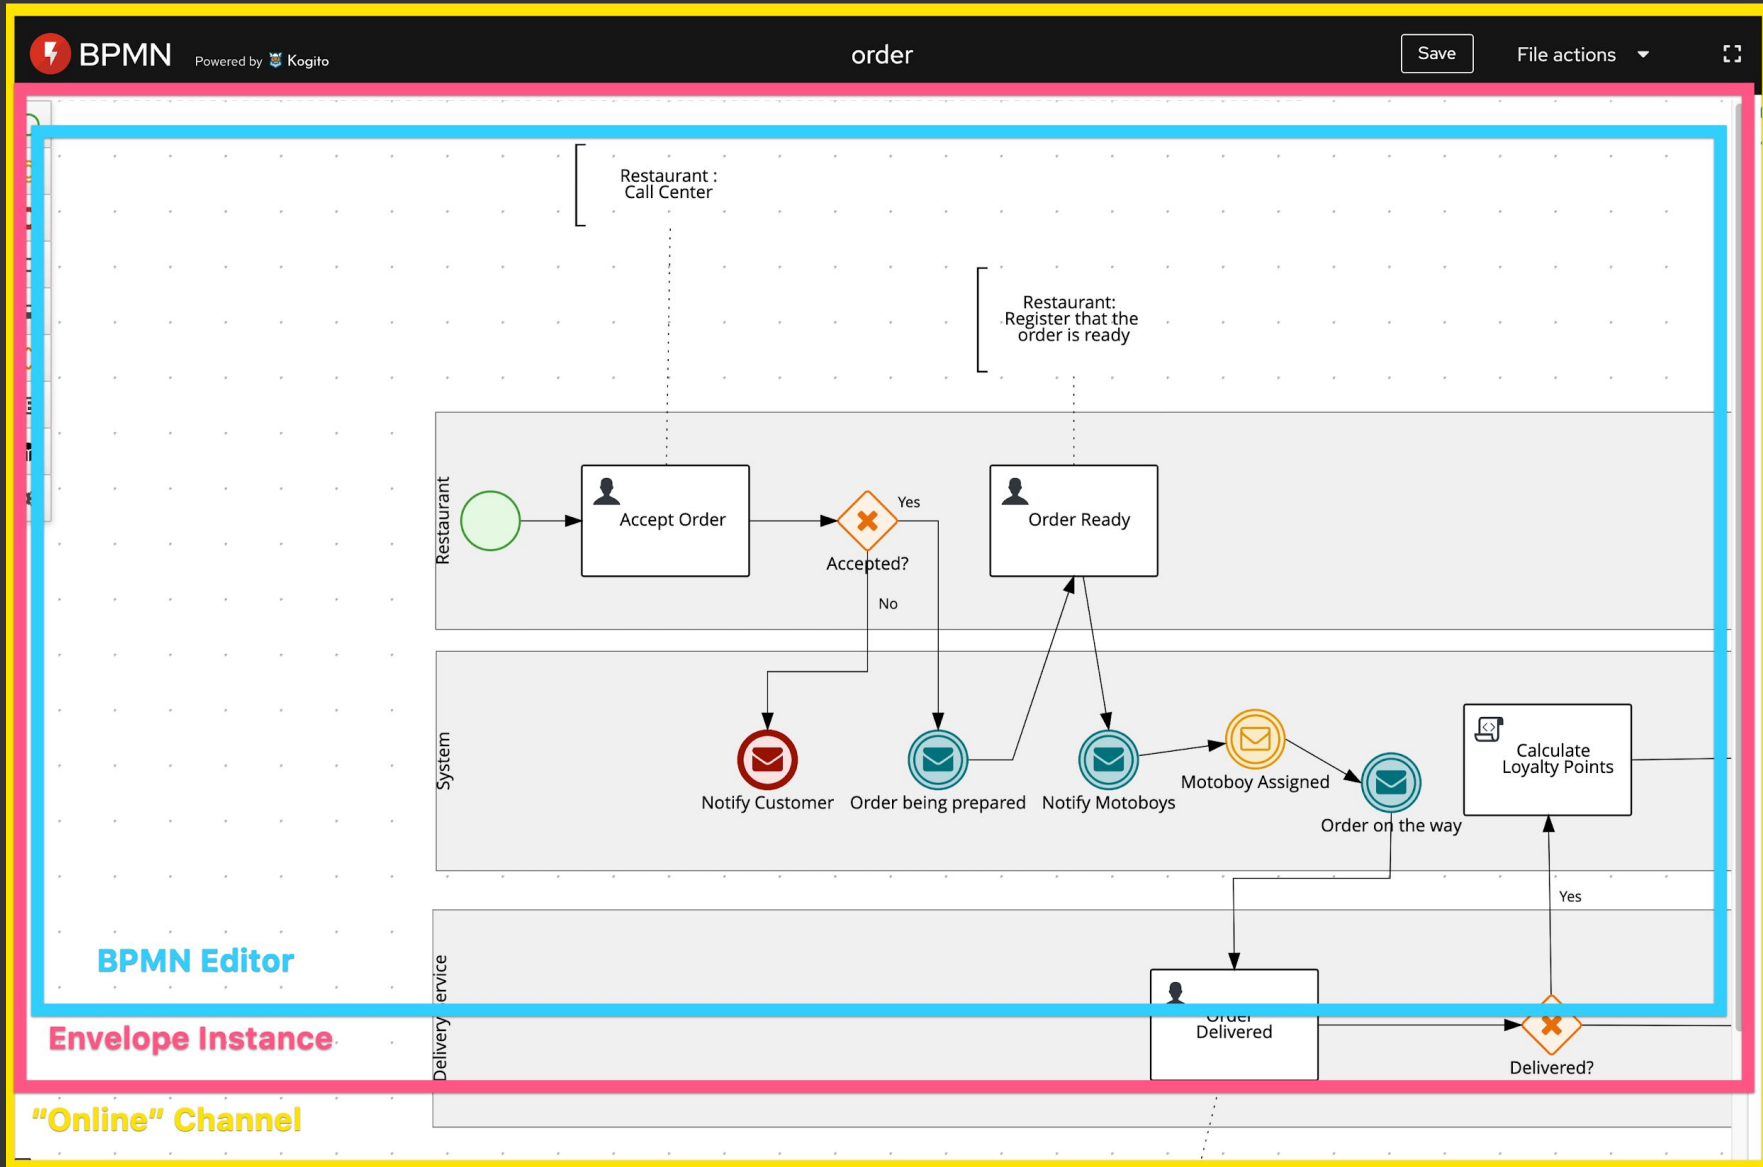 BPMN Powered by Kogito
order
Save
File actions
Restaurant :
Call Center
Restaurant:
Register that the
order is ready
Restaurant
Accept Order
Yes
Accepted?
No
Order Ready
System
Notify Customer
Order being prepared
Notify Motoboys
Motoboy Assigned
Order on the way
Calculate
Loyalty Points
Yes
Delivery Service
Order
Delivered
Delivered?
BPMN Editor
Envelope Instance
“Online” Channel